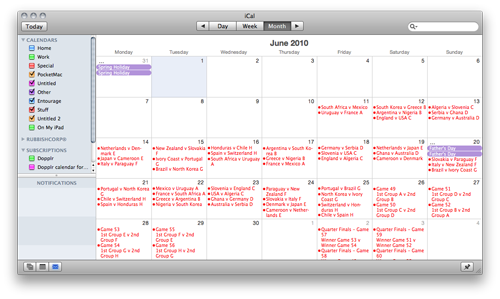 iCal
Today
Day
Week
Month
June 2010
CALENDARS
Home
Work
Special
PocketMac
Untitled
Other
Entourage
Stuff
Untitled 2
On My iPad
RUBBISHCORP®
SUBSCRIPTIONS
Dopplr
Dopplr calendar for...
NOTIFICATIONS
Monday
Tuesday
Wednesday
Thursday
Friday
Saturday
Sunday
... 31
Spring Holiday
Spring Holiday
1
2
3
4
5
6
7
8
9
10
11
South Africa v Mexico
Uruguay v France A
12
South Korea v Greece B
Argentina v Nigeria B
England v USA C
13
Algeria v Slovenia C
Serbia v Ghana D
Germany v Australia D
14
Netherlands v Den-
mark E
Japan v Cameroon E
Italy v Paraguay F
15
New Zealand v Slovakia
F
Ivory Coast v Portugal
G
Brazil v North Korea G
16
Honduras v Chile H
Spain v Switzerland H
South Africa v Uruguay
A
17
Argentina v South Ko-
rea B
Greece v Nigeria B
France v Mexico A
18
Germany v Serbia D
Slovenia v USA C
England v Algeria C
19
Netherlands v Japan E
Ghana v Australia D
Cameroon v Denmark
... 20
Father's Day
Father's Day
Slovakia v Paraguay F
Italy v New Zealand F
Brazil v Ivory Coast G
21
Portugal v North Korea
G
Chile v Switzerland H
Spain v Honduras H
22
Mexico v Uruguay A
France v South Africa A
Greece v Argentina B
Nigeria v South Korea B
23
Slovenia v England C
USA v Algeria C
Ghana v Germany D
Australia v Serbia D
24
Paraguay v New
Zealand F
Slovakia v Italy F
Denmark v Japan E
Cameroon v Nether-
lands E
25
Portugal v Brazil G
North Korea v Ivory
Coast G
Switzerland v Hon-
duras H
Chile v Spain H
26
Game 49
1st Group A v 2nd
Group B
Game 50
1st Group C v 2nd
Group D
27
Game 51
1st Group D v 2nd
Group C
Game 52
1st Group B v 2nd
Group A
28
Game 53
1st Group E v 2nd
Group F
Game 54
1st Group G v 2nd
Group H
29
Game 55
1st Group F v 2nd
Group E
Game 56
1st Group H v 2nd
Group G
30
1
2
Quarter Finals - Game
57
Winner Game 53 v
Winner Game 54
Quarter Finals - Game
58
3
Quarter Finals - Game
59
Winner Game 52 v
Quarter Finals - Game
60
4